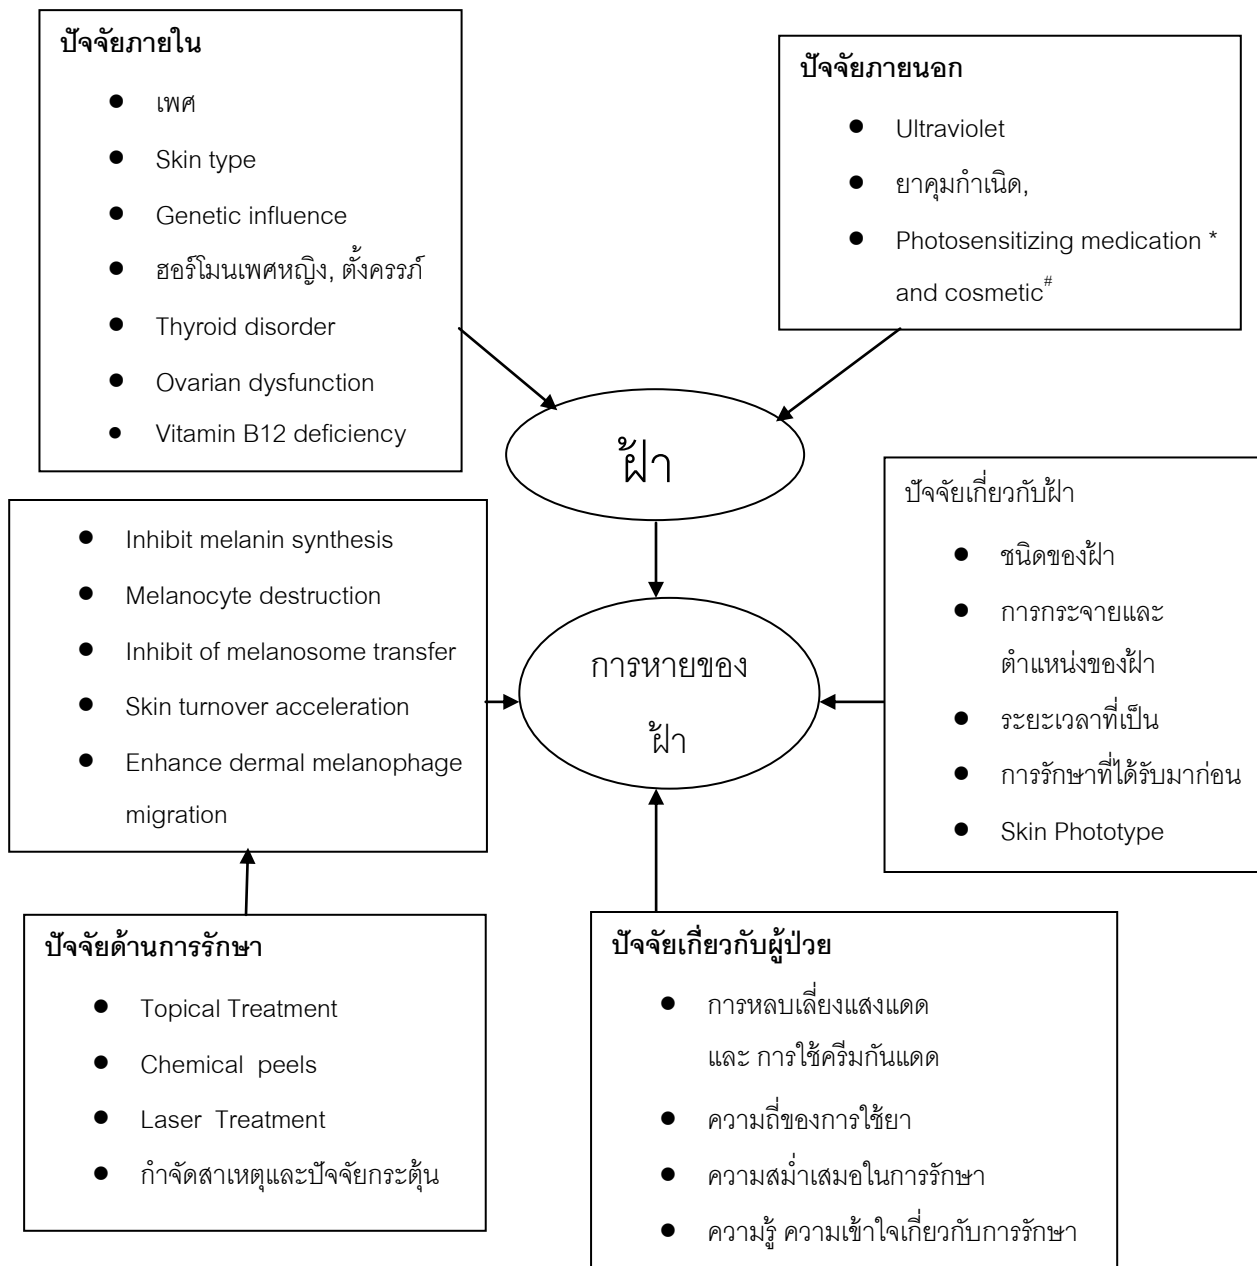 ปัจจัยภายใน
● เพศ
● Skin type
● Genetic influence
● ฮอร์โมนเพศหญิง, ตั้งครรภ์
● Thyroid disorder
● Ovarian dysfunction
● Vitamin B12 deficiency
ปัจจัยภายนอก
● Ultraviolet
● ยาคุมกำเนิด,
● Photosensitizing medication *
and cosmetic#
ฝ้า
● Inhibit melanin synthesis
● Melanocyte destruction
● Inhibit of melanosome transfer
● Skin turnover acceleration
● Enhance dermal melanophage
migration
การหายของ
ฝ้า
ปัจจัยเกี่ยวกับฝ้า
● ชนิดของฝ้า
● การกระจายและ
ตำแหน่งของฝ้า
● ระยะเวลาที่เป็น
● การรักษาที่ได้รับมาก่อน
● Skin Phototype
ปัจจัยด้านการรักษา
● Topical Treatment
● Chemical peels
● Laser Treatment
● กำจัดสาเหตุและปัจจัยกระตุ้น
ปัจจัยเกี่ยวกับผู้ป่วย
● การหลบเลี่ยงแสงแดด
และ การใช้ครีมกันแดด
● ความถี่ของการใช้ยา
● ความสม่ำเสมอในการรักษา
● ความรู้ ความเข้าใจเกี่ยวกับการรักษา